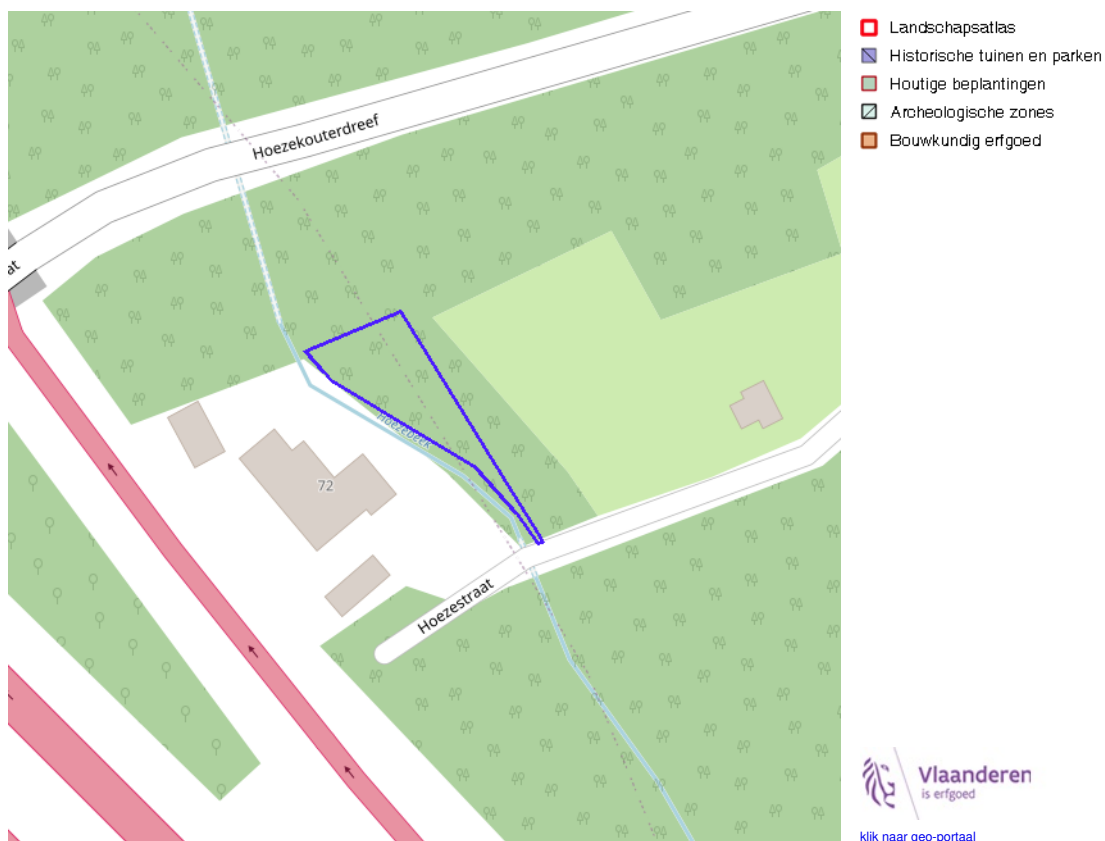 Hoezekouterdreef
at
Hoezebeek
72
Hoezestraat
Landschapsatlas
Historische tuinen en parken
Houtige beplantingen
Archeologische zones
Bouwkundig erfgoed
Vlaanderen
is erfgoed
klik naar geo-portaal